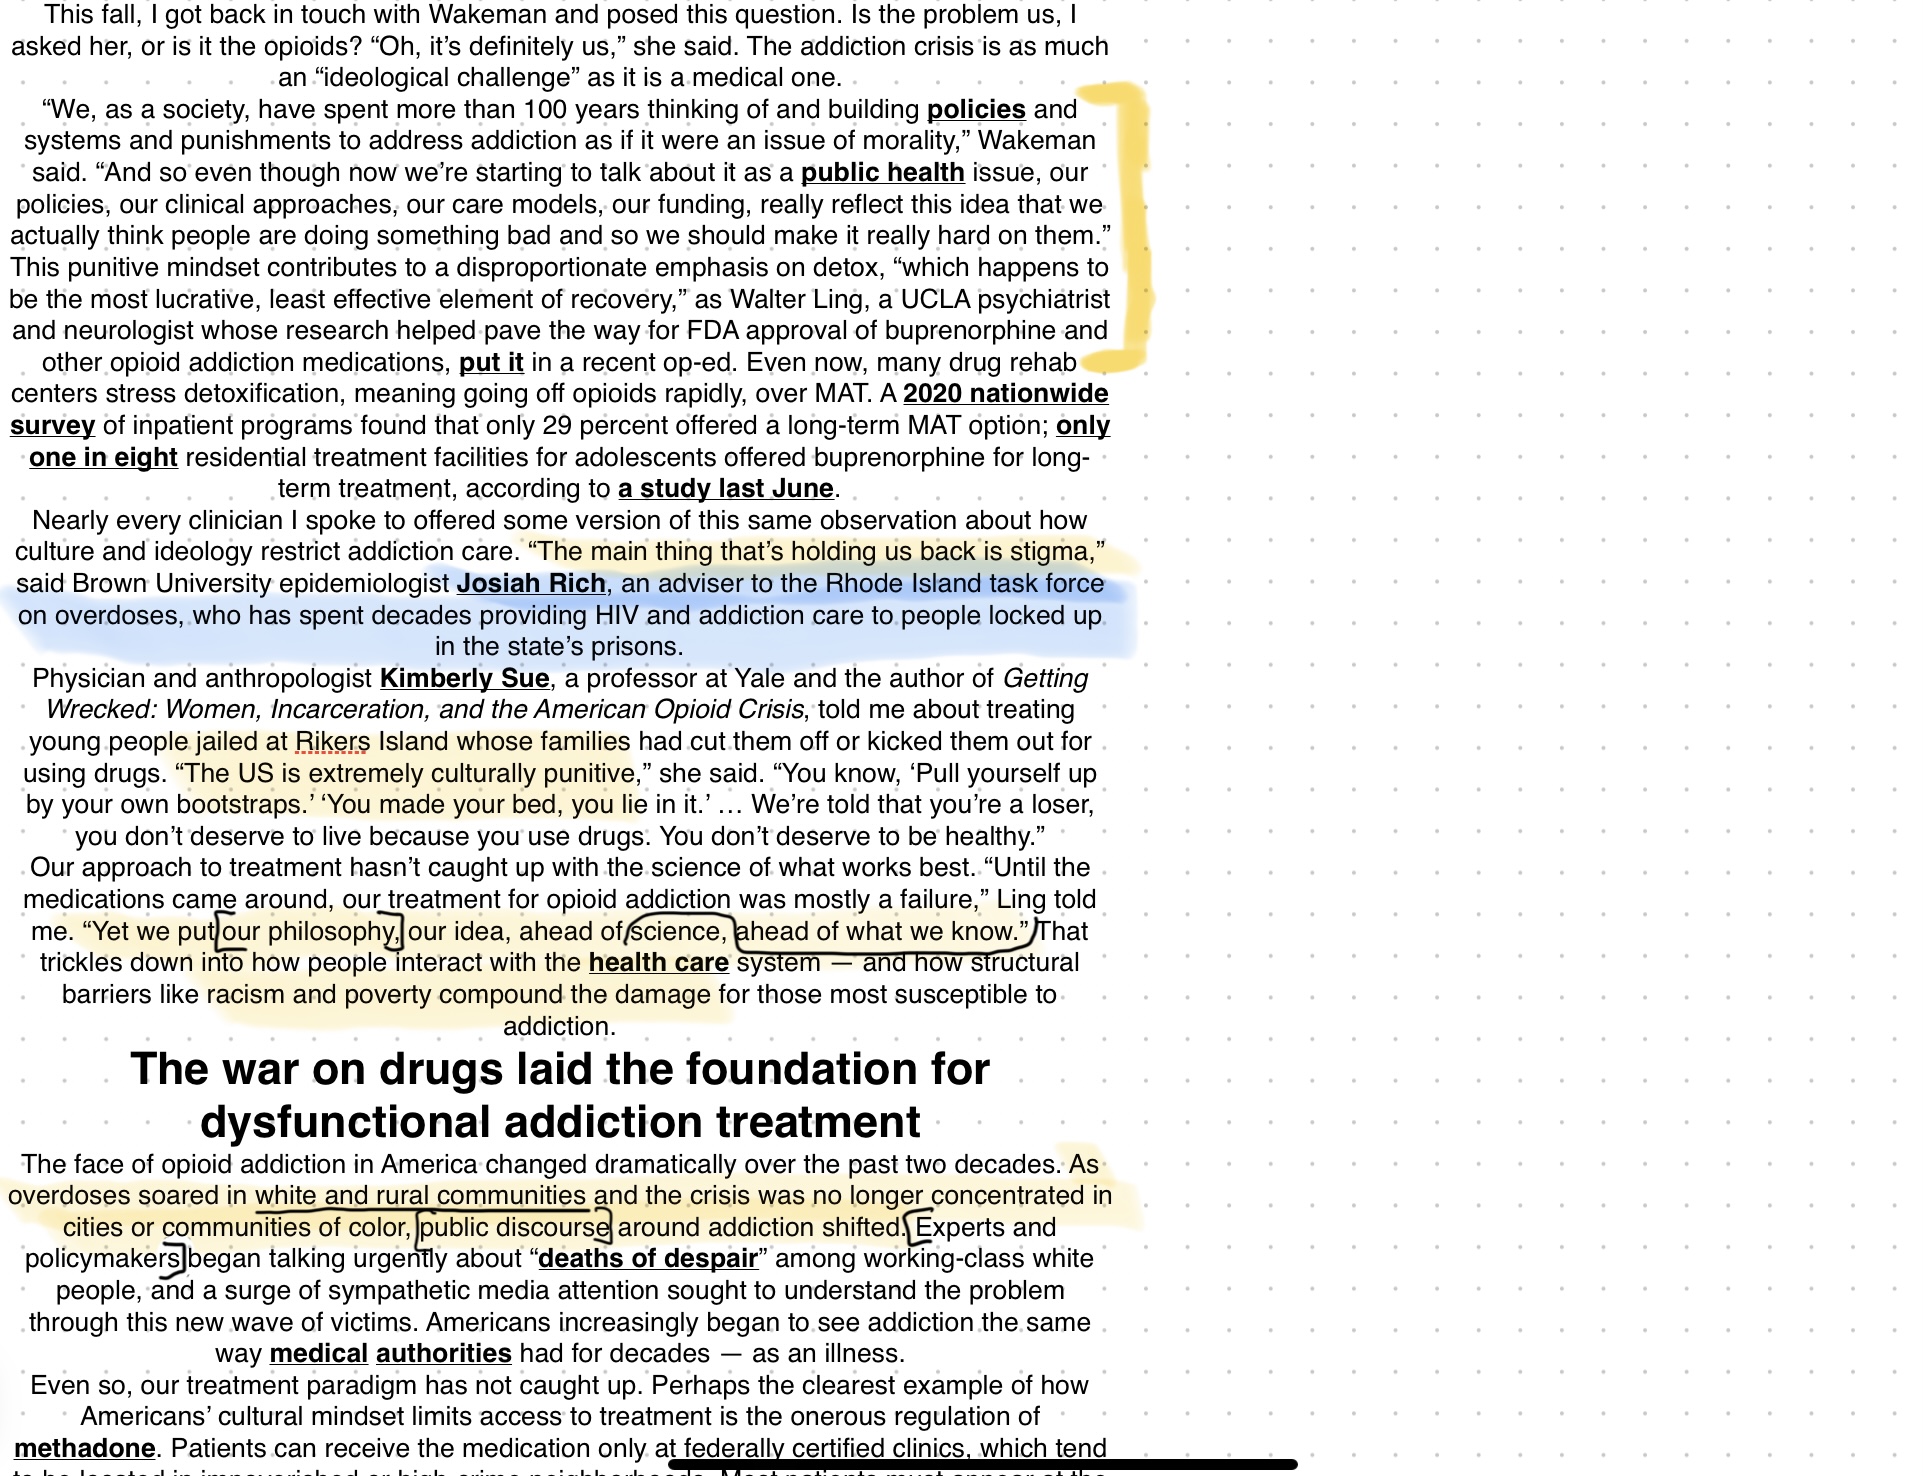 This fall, I got back in touch with Wakeman and posed this question. Is the problem us, I
asked her, or is it the opioids? “Oh, it’s definitely us,” she said. The addiction crisis is as much
an “ideological challenge” as it is a medical one.
“We, as a society, have spent more than 100 years thinking of and building policies and
systems and punishments to address addiction as if it were an issue of morality,” Wakeman
said. “And so even though now we’re starting to talk about it as a public health issue, our
policies, our clinical approaches, our care models, our funding, really reflect this idea that we
actually think people are doing something bad and so we should make it really hard on them.”
This punitive mindset contributes to a disproportionate emphasis on detox, “which happens to
be the most lucrative, least effective element of recovery,” as Walter Ling, a UCLA psychiatrist
and neurologist whose research helped pave the way for FDA approval of buprenorphine and
other opioid addiction medications, put it in a recent op-ed. Even now, many drug rehab
centers stress detoxification, meaning going off opioids rapidly, over MAT. A 2020 nationwide
survey of inpatient programs found that only 29 percent offered a long-term MAT option; only
one in eight residential treatment facilities for adolescents offered buprenorphine for long-
term treatment, according to a study last June.
Nearly every clinician I spoke to offered some version of this same observation about how
culture and ideology restrict addiction care. “The main thing that’s holding us back is stigma,”
said Brown University epidemiologist Josiah Rich, an adviser to the Rhode Island task force
on overdoses, who has spent decades providing HIV and addiction care to people locked up
in the state’s prisons.
Physician and anthropologist Kimberly Sue, a professor at Yale and the author of Getting
Wrecked: Women, Incarceration, and the American Opioid Crisis, told me about treating
young people jailed at Rikers Island whose families had cut them off or kicked them out for
using drugs. “The US is extremely culturally punitive,” she said. “You know, ‘Pull yourself up
by your own bootstraps.’ ‘You made your bed, you lie in it.’ … We’re told that you’re a loser,
you don’t deserve to live because you use drugs. You don’t deserve to be healthy.”
Our approach to treatment hasn’t caught up with the science of what works best. “Until the
medications came around, our treatment for opioid addiction was mostly a failure,” Ling told
me. “Yet we put our philosophy, our idea, ahead of science, ahead of what we know.” That
trickles down into how people interact with the health care system — and how structural
barriers like racism and poverty compound the damage for those most susceptible to
addiction.
The war on drugs laid the foundation for
dysfunctional addiction treatment
The face of opioid addiction in America changed dramatically over the past two decades. As
overdoses soared in white and rural communities and the crisis was no longer concentrated in
cities or communities of color, public discourse around addiction shifted. Experts and
policymakers began talking urgently about “deaths of despair” among working-class white
people, and a surge of sympathetic media attention sought to understand the problem
through this new wave of victims. Americans increasingly began to see addiction the same
way medical authorities had for decades — as an illness.
Even so, our treatment paradigm has not caught up. Perhaps the clearest example of how
Americans’ cultural mindset limits access to treatment is the onerous regulation of
methadone. Patients can receive the medication only at federally certified clinics, which tend